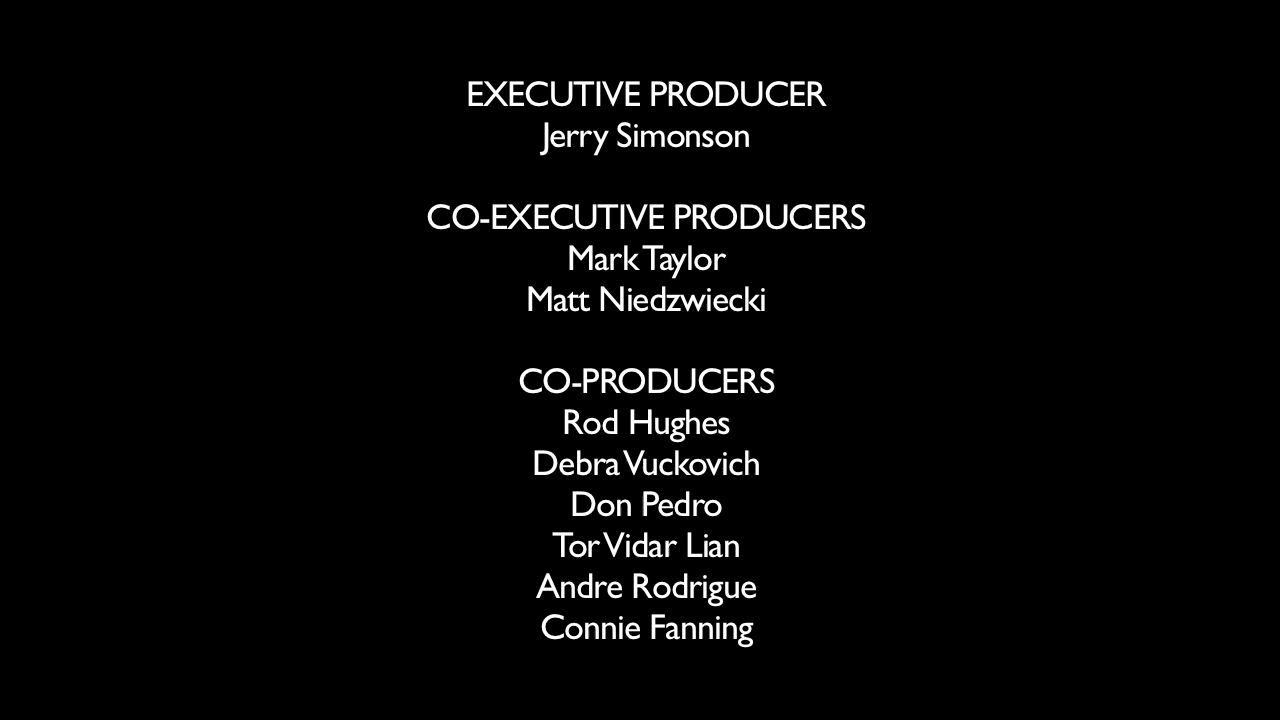 EXECUTIVE PRODUCER
Jerry Simonson
CO-EXECUTIVE PRODUCERS
Mark Taylor
Matt Niedzwiecki
CO-PRODUCERS
Rod Hughes
Debra Vuckovich
Don Pedro
Tor Vidar Lian
Andre Rodrigue
Connie Fanning